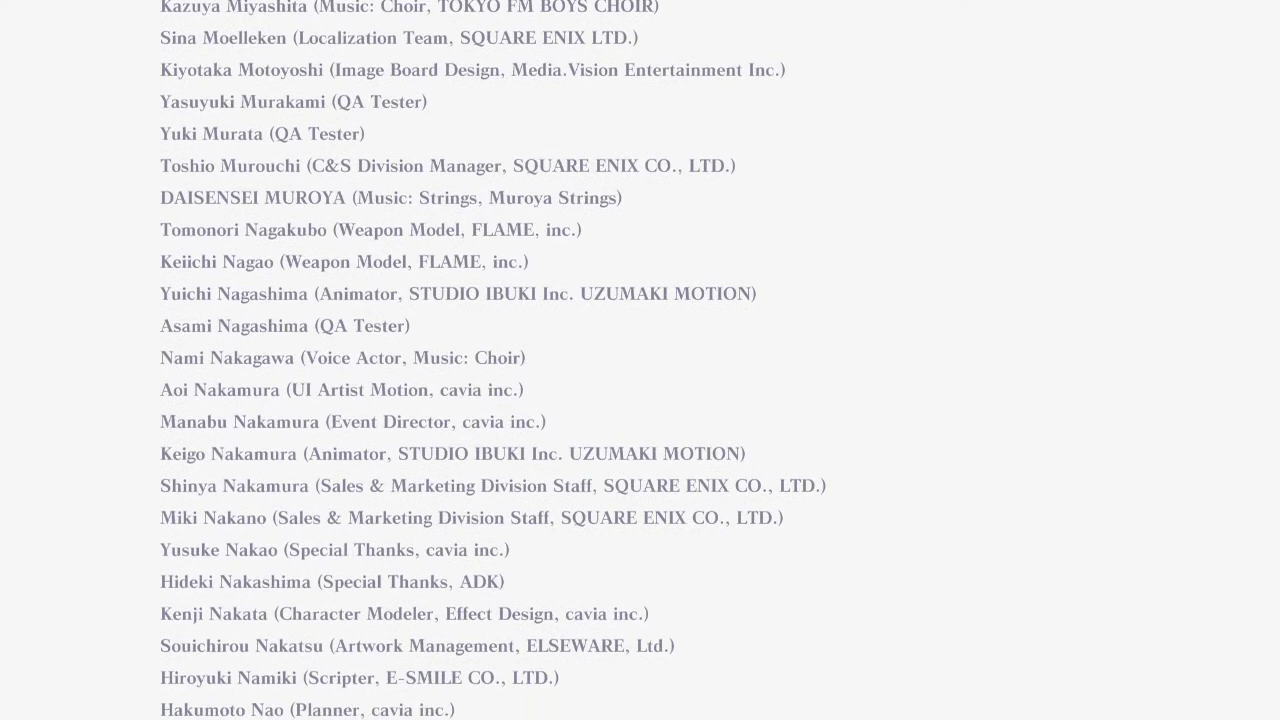 Kazuya Miyashita (Music: Choir, TOKYO FM BOYS CHOIR)
Sina Moelleken (Localization Team, SQUARE ENIX LTD.)
Kiyotaka Motoyoshi (Image Board Design, Media.Vision Entertainment Inc.)
Yasuyuki Murakami (QA Tester)
Yuki Murata (QA Tester)
Toshio Murouchi (C&S Division Manager, SQUARE ENIX CO., LTD.)
DAISENSEI MUROYA (Music: Strings, Muroya Strings)
Tomonori Nagakubo (Weapon Model, FLAME, inc.)
Keiichi Nagao (Weapon Model, FLAME, inc.)
Yuichi Nagashima (Animator, STUDIO IBUKI Inc. UZUMAKI MOTION)
Asami Nagashima (QA Tester)
Nami Nakagawa (Voice Actor, Music: Choir)
Aoi Nakamura (UI Artist Motion, cavia inc.)
Manabu Nakamura (Event Director, cavia inc.)
Keigo Nakamura (Animator, STUDIO IBUKI Inc. UZUMAKI MOTION)
Shinya Nakamura (Sales & Marketing Division Staff, SQUARE ENIX CO., LTD.)
Miki Nakano (Sales & Marketing Division Staff, SQUARE ENIX CO., LTD.)
Yusuke Nakao (Special Thanks, cavia inc.)
Hideki Nakashima (Special Thanks, ADK)
Kenji Nakata (Character Modeler, Effect Design, cavia inc.)
Souichirou Nakatsu (Artwork Management, ELSEWARE, Ltd.)
Hiroyuki Namiki (Scripter, E-SMILE CO., LTD.)
Hakumoto Nao (Planner, cavia inc.)